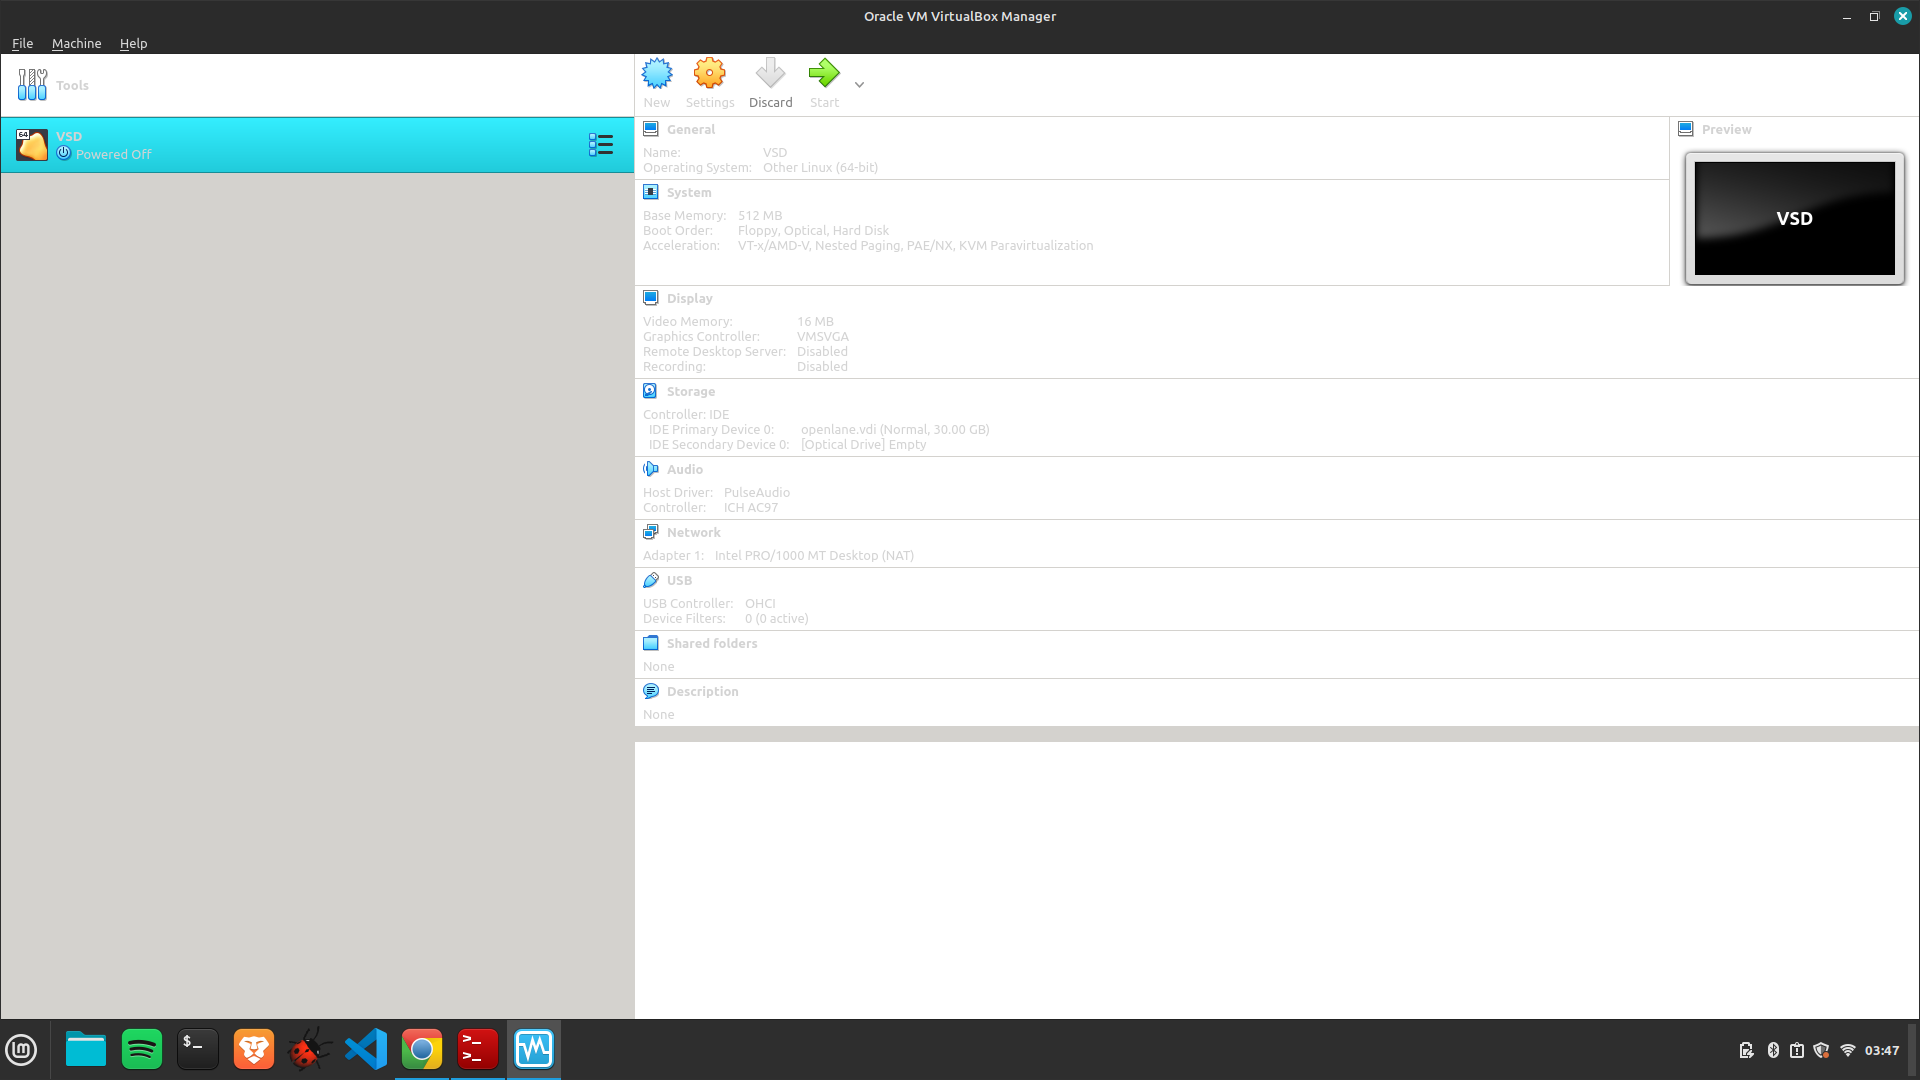 Oracle VM VirtualBox Manager
File Machine Help
Tools
New Settings Discard Start
64 VSD
Powered Off
General
Name: VSD
Operating System: Other Linux (64-bit)
Preview
VSD
System
Base Memory: 512 MB
Boot Order: Floppy, Optical, Hard Disk
Acceleration: VT-x/AMD-V, Nested Paging, PAE/NX, KVM Paravirtualization
Display
Video Memory: 16 MB
Graphics Controller: VMSVGA
Remote Desktop Server: Disabled
Recording: Disabled
Storage
Controller: IDE
IDE Primary Device 0: openlane.vdi (Normal, 30.00 GB)
IDE Secondary Device 0: [Optical Drive] Empty
Audio
Host Driver: PulseAudio
Controller: ICH AC97
Network
Adapter 1: Intel PRO/1000 MT Desktop (NAT)
USB
USB Controller: OHCI
Device Filters: 0 (0 active)
Shared folders
None
Description
None
$_
>_
>_
03:47